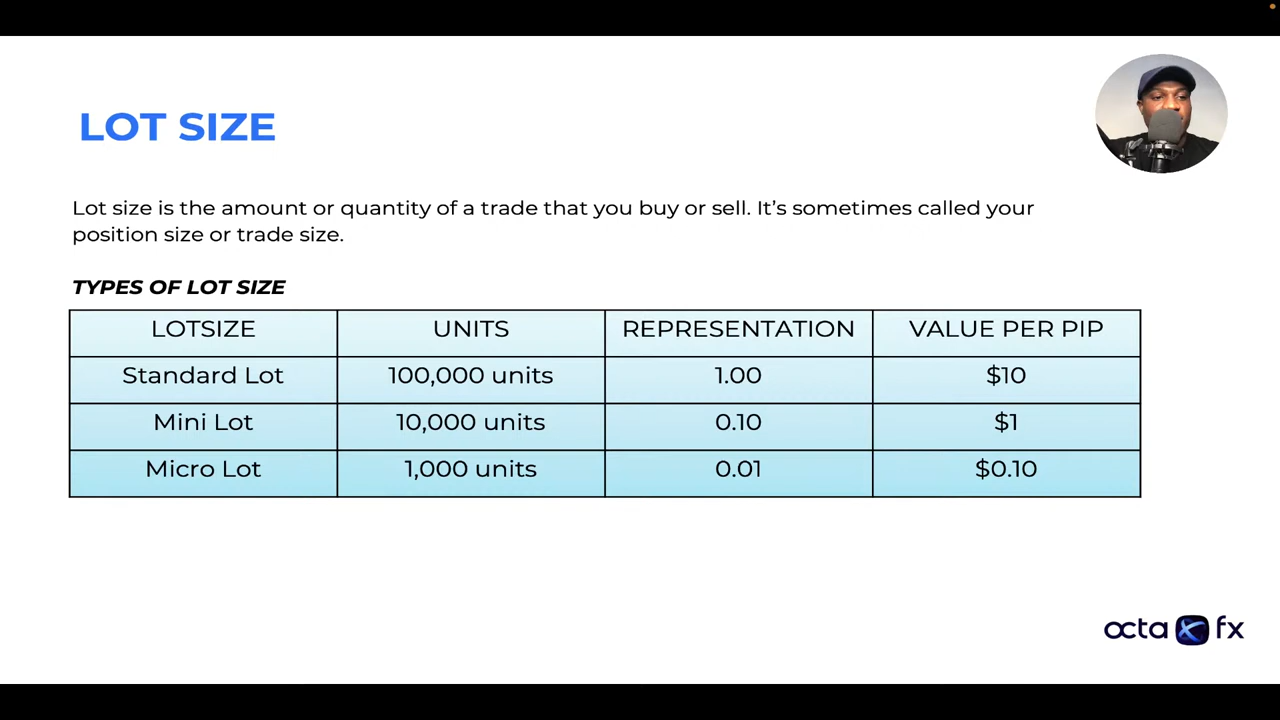 LOT SIZE
Lot size is the amount or quantity of a trade that you buy or sell. It’s sometimes called your
position size or trade size.
TYPES OF LOT SIZE
LOTSIZE UNITS REPRESENTATION VALUE PER PIP
Standard Lot 100,000 units 1.00 $10
Mini Lot 10,000 units 0.10 $1
Micro Lot 1,000 units 0.01 $0.10
octa fx